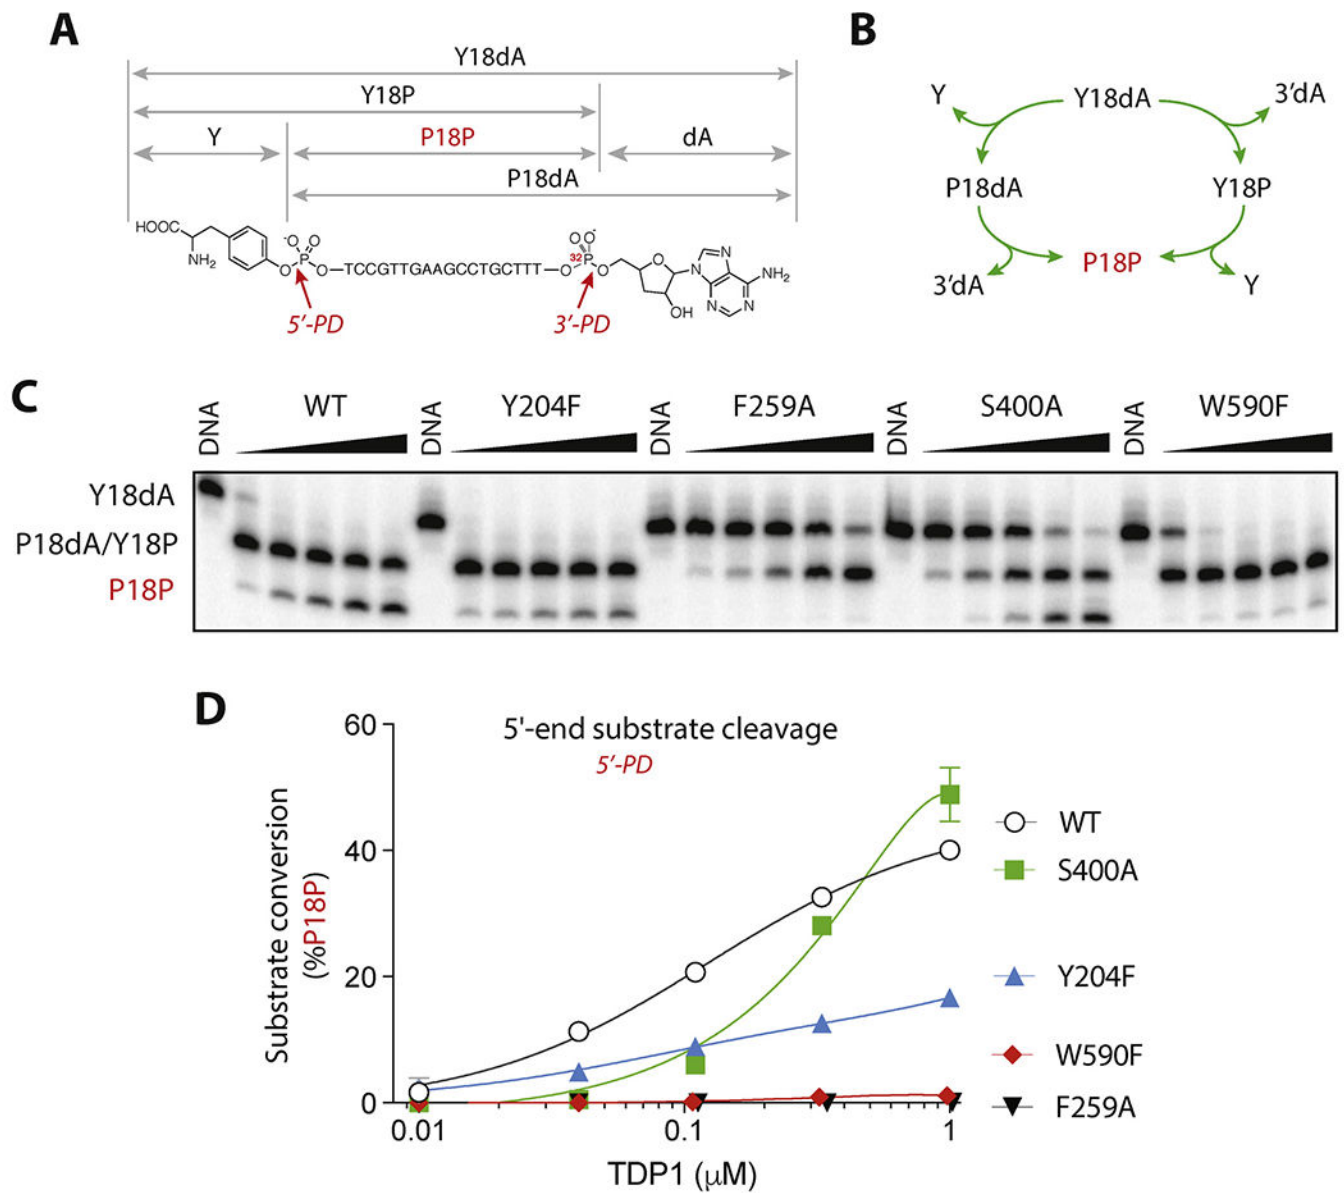 A
Y18dA
Y18P
Y P18P dA
P18dA
HOOC
NH₂
-O O
P
O O
TCCGTTGAAGCCTGCTTT
O O-
32P
O O
O
OH
N N
N N
NH₂
5'-PD
3'-PD
B
Y Y18dA 3'dA
P18dA Y18P
3'dA P18P Y
C
DNA WT DNA Y204F DNA F259A DNA S400A DNA W590F
Y18dA
P18dA/Y18P
P18P
D
5'-end substrate cleavage
5'-PD
Substrate conversion
(%P18P)
60
40
20
0
0.01 0.1 1
TDP1 (μM)
WT
S400A
Y204F
W590F
F259A